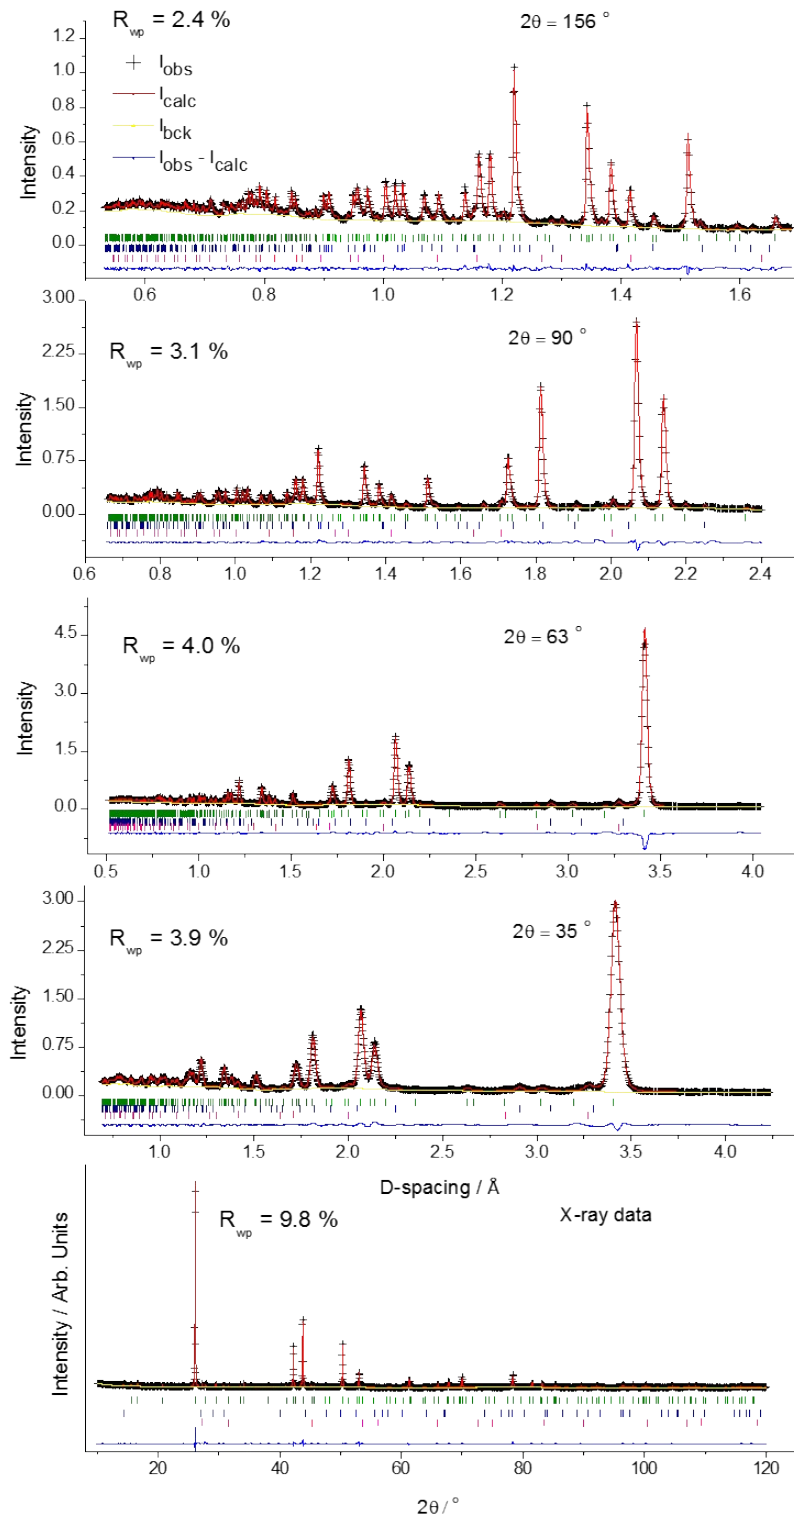 R_wp = 2.4 %
2θ = 156 °
I_obs
I_calc
I_bck
I_obs - I_calc
Intensity
1.2
1.0
0.8
0.6
0.4
0.2
0.0
0.6 0.8 1.0 1.2 1.4 1.6
R_wp = 3.1 %
2θ = 90 °
Intensity
3.00
2.25
1.50
0.75
0.00
0.6 0.8 1.0 1.2 1.4 1.6 1.8 2.0 2.2 2.4
R_wp = 4.0 %
2θ = 63 °
Intensity
4.5
3.0
1.5
0.0
0.5 1.0 1.5 2.0 2.5 3.0 3.5 4.0
R_wp = 3.9 %
2θ = 35 °
Intensity
3.00
2.25
1.50
0.75
0.00
1.0 1.5 2.0 2.5 3.0 3.5 4.0
D-spacing / Å
R_wp = 9.8 %
X-ray data
Intensity / Arb. Units
20 40 60 80 100 120
2θ / °